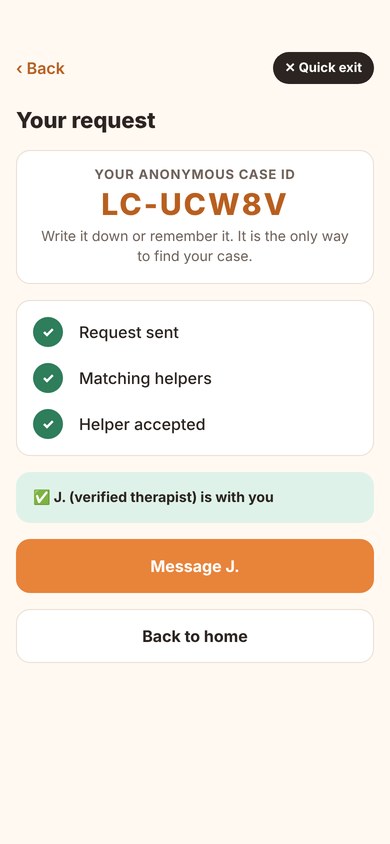 ‹ Back
✕ Quick exit
Your request
YOUR ANONYMOUS CASE ID
LC-UCW8V
Write it down or remember it. It is the only way
to find your case.
Request sent
Matching helpers
Helper accepted
✅ J. (verified therapist) is with you
Message J.
Back to home